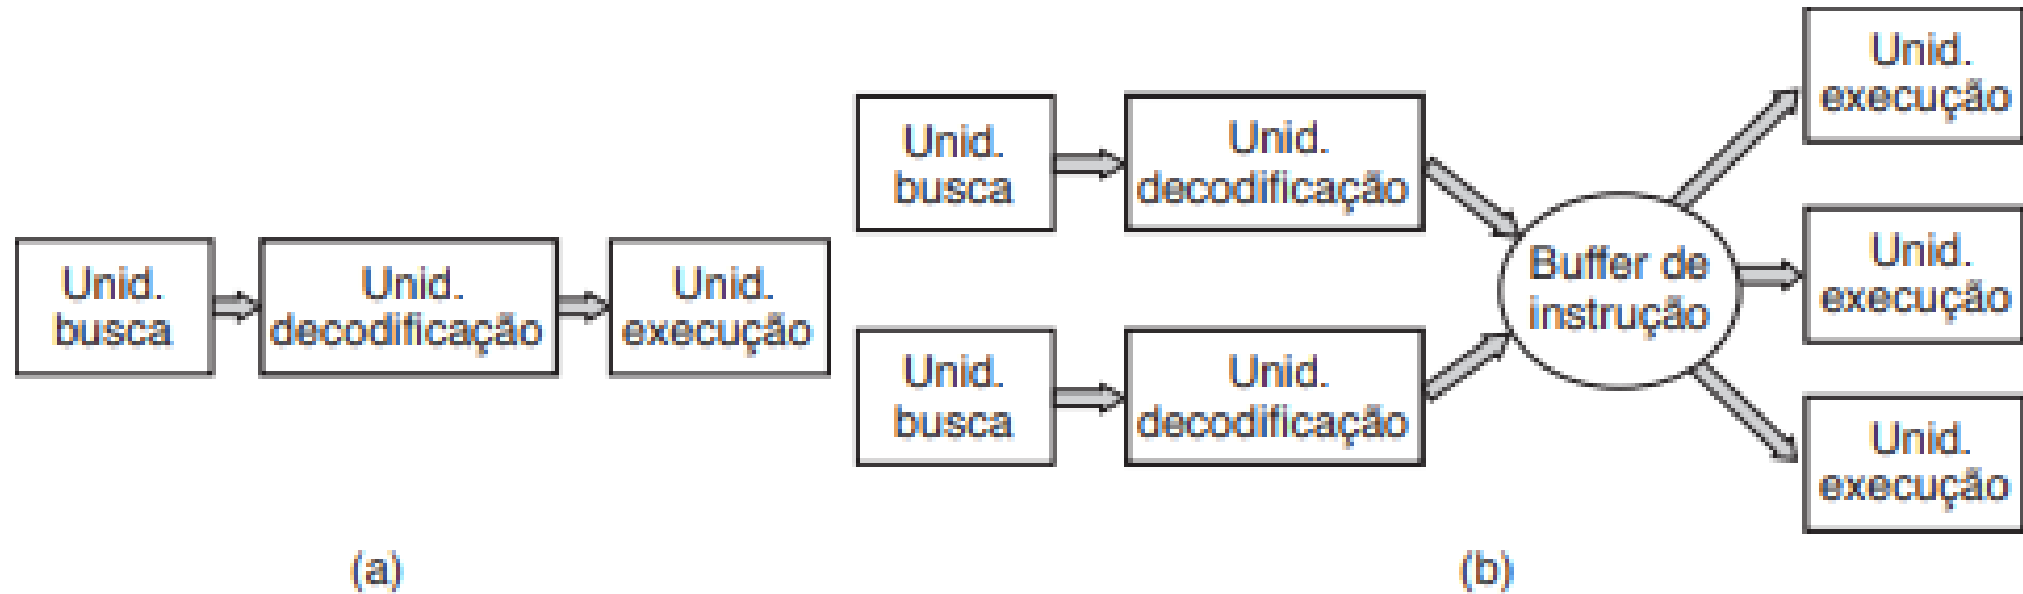 Unid.
busca
Unid.
decodificação
Unid.
execução
(a)
Unid.
busca
Unid.
decodificação
Unid.
busca
Unid.
decodificação
Buffer de
instrução
Unid.
execução
Unid.
execução
Unid.
execução
(b)